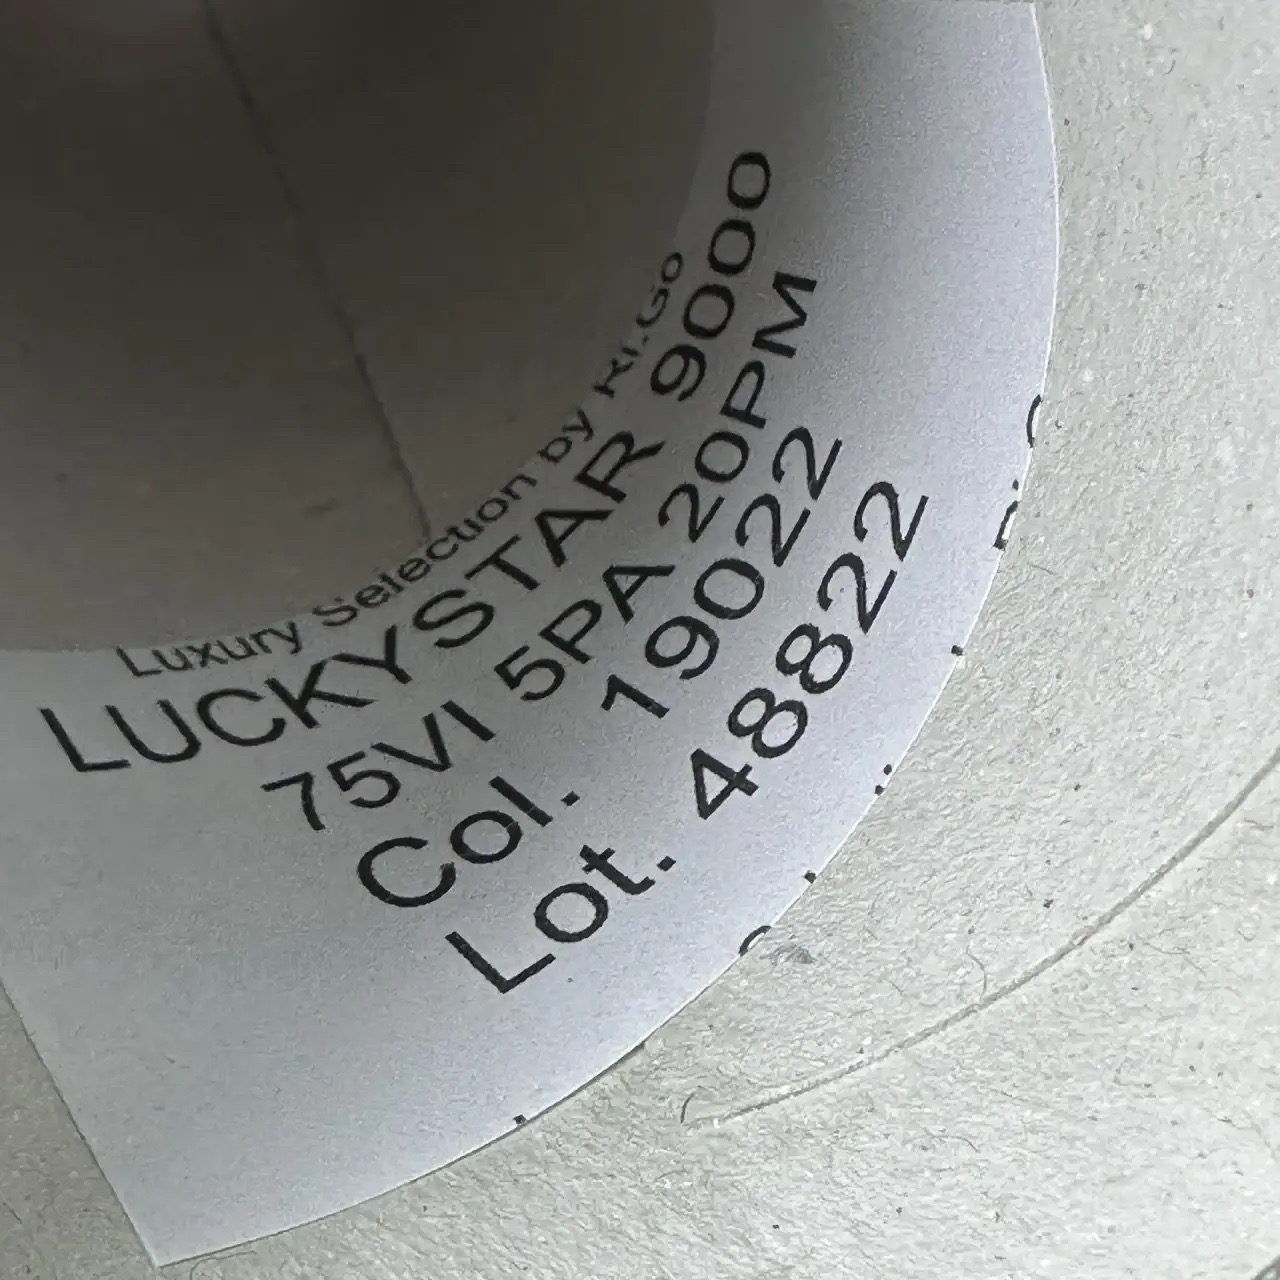 Luxury Selection by Ri.Go
LUCKYSTAR 9000
75VI 5PA 20PM
Col. 19022
Lot. 48822